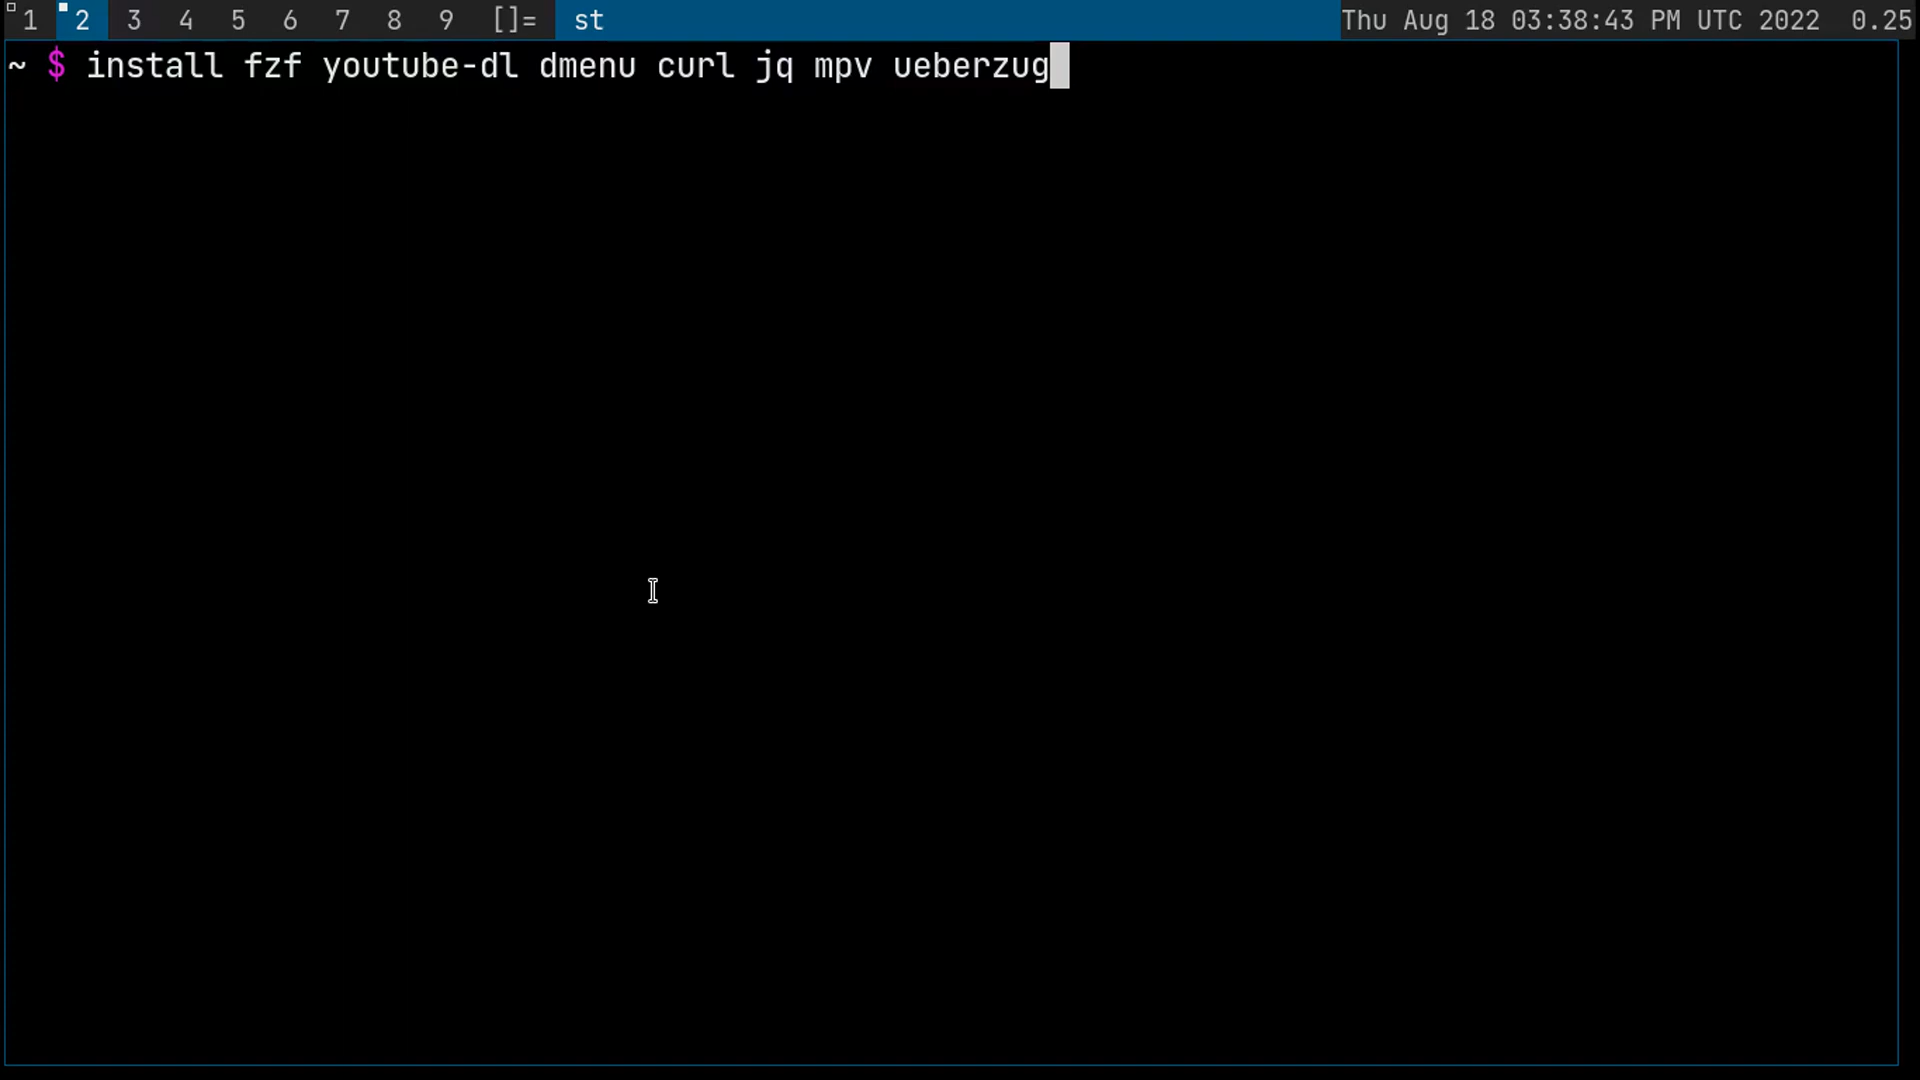 1 2 3 4 5 6 7 8 9 []= st Thu Aug 18 03:38:43 PM UTC 2022 0.25
~ $ install fzf youtube-dl dmenu curl jq mpv ueberzug